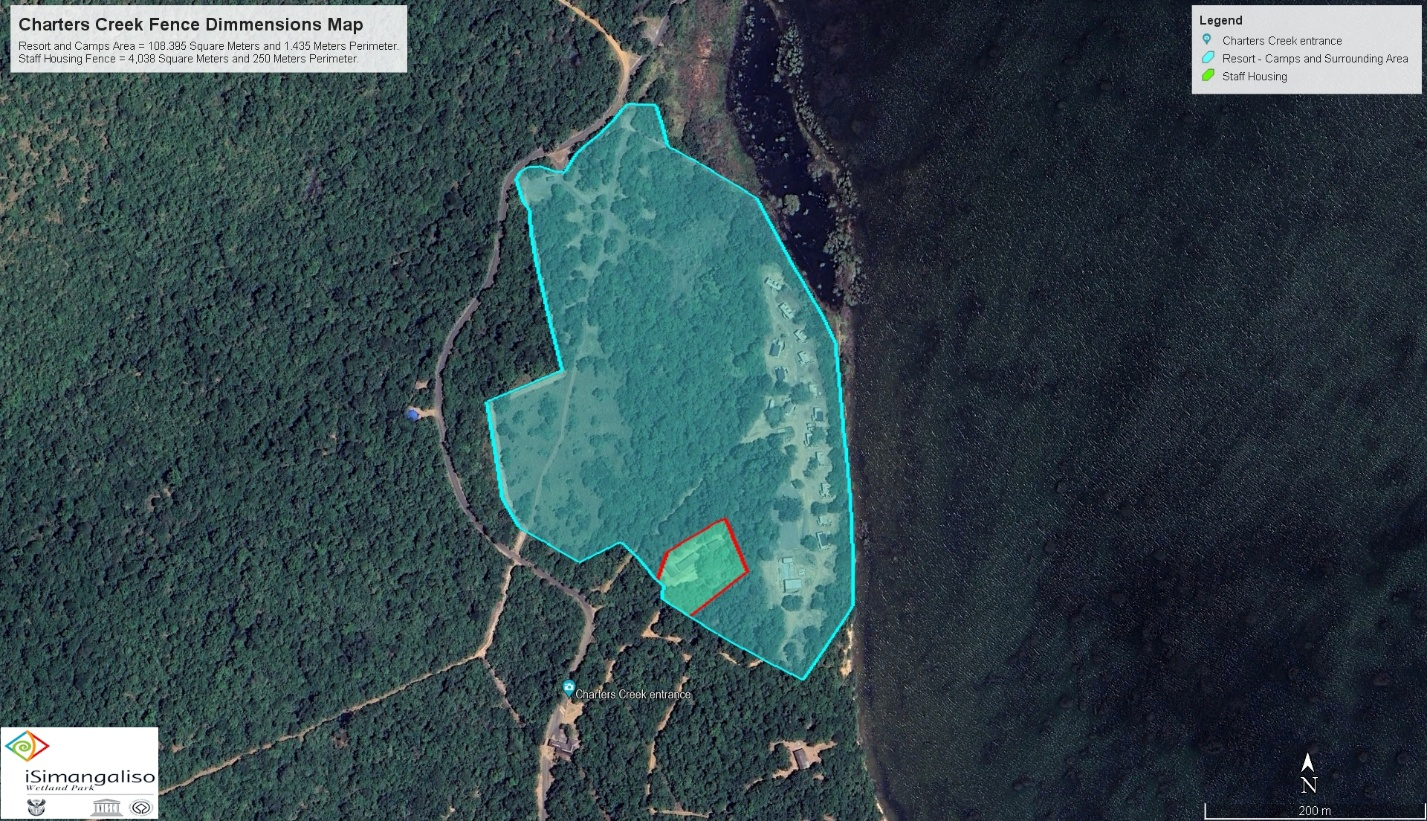 Charters Creek Fence Dimmensions Map
Resort and Camps Area = 108.395 Square Meters and 1.435 Meters Perimeter.
Staff Housing Fence = 4,038 Square Meters and 250 Meters Perimeter.
Legend
Charters Creek entrance
Resort - Camps and Surrounding Area
Staff Housing
Charters Creek entrance
iSimangaliso
Wetland Park
UNESCO
N
200 m